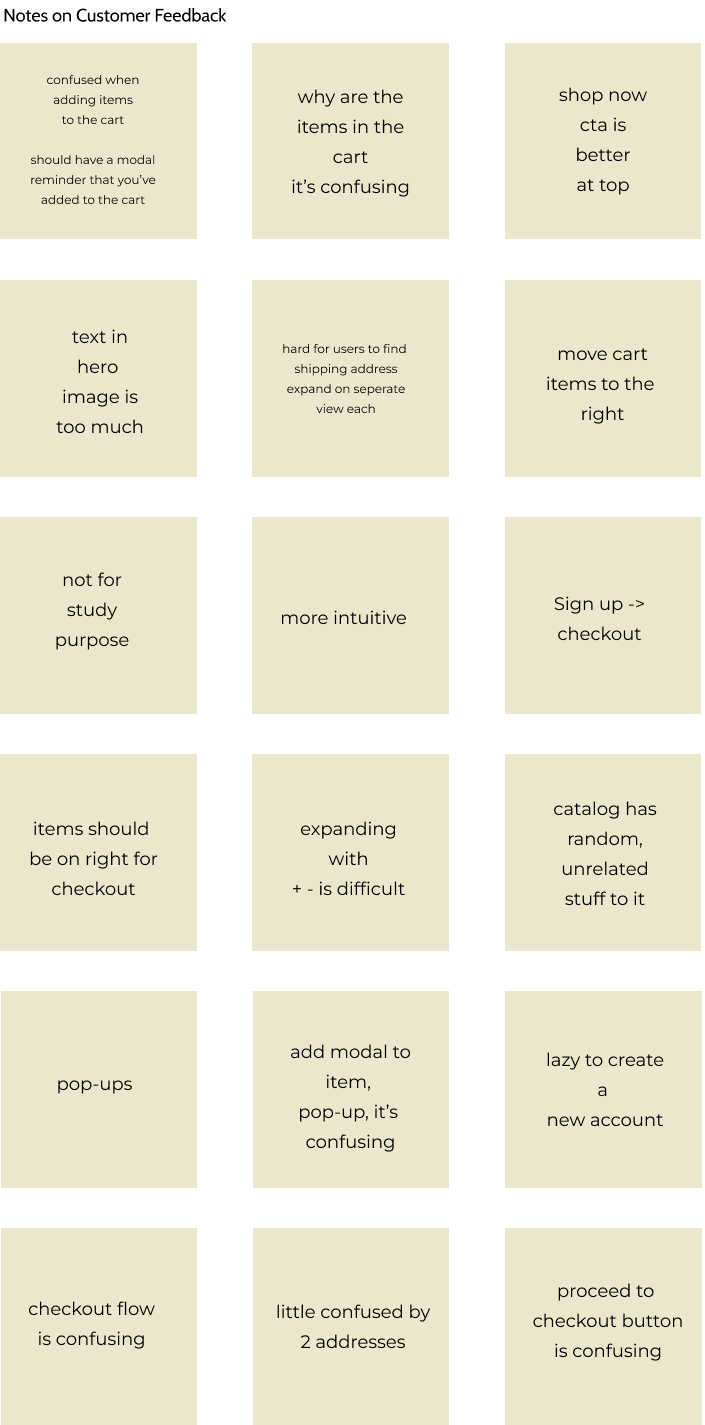 Notes on Customer Feedback
confused when
adding items
to the cart
should have a modal
reminder that you've
added to the cart
why are the
items in the
cart
it's confusing
shop now
cta is
better
at top
text in
hero
image is
too much
hard for users to find
shipping address
expand on seperate
view each
move cart
items to the
right
not for
study
purpose
more intuitive
Sign up ->
checkout
items should
be on right for
checkout
expanding
with
+ - is difficult
catalog has
random,
unrelated
stuff to it
pop-ups
add modal to
item,
pop-up, it's
confusing
lazy to create
a
new account
checkout flow
is confusing
little confused by
2 addresses
proceed to
checkout button
is confusing